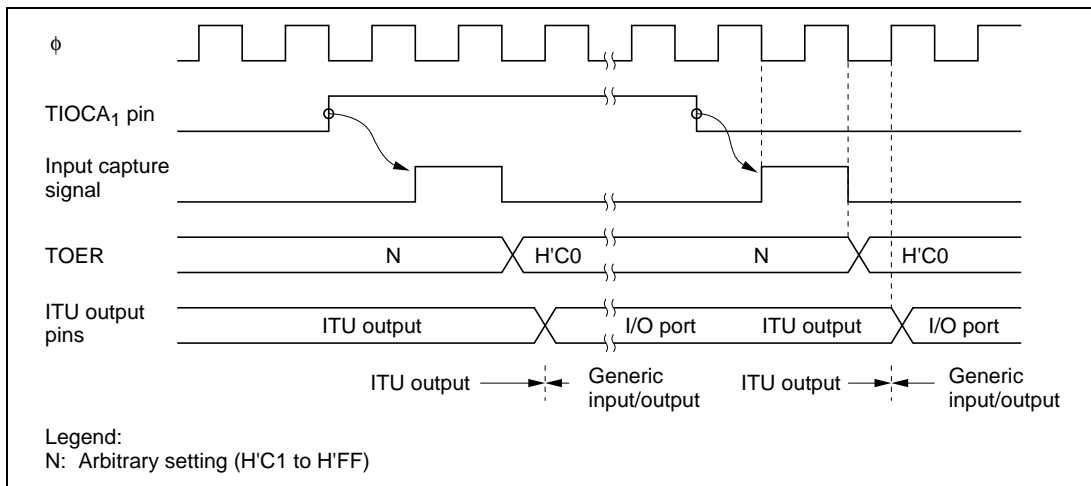 ϕ
TIOCA1 pin
Input capture
signal
TOER
N
H'C0
N
H'C0
ITU output
pins
ITU output
I/O port
ITU output
I/O port
ITU output
Generic
input/output
ITU output
Generic
input/output
Legend:
N: Arbitrary setting (H'C1 to H'FF)